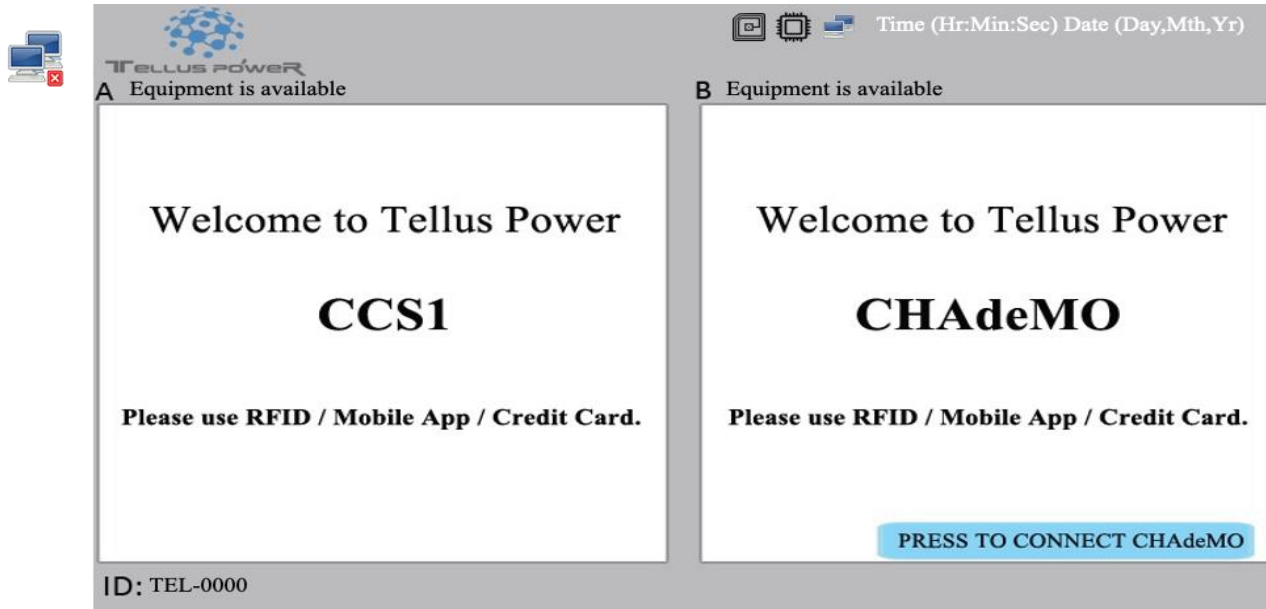 TELLUS POWER
Time (Hr:Min:Sec) Date (Day,Mth,Yr)
A Equipment is available
Welcome to Tellus Power
CCS1
Please use RFID / Mobile App / Credit Card.
B Equipment is available
Welcome to Tellus Power
CHAdeMO
Please use RFID / Mobile App / Credit Card.
PRESS TO CONNECT CHAdeMO
ID: TEL-0000